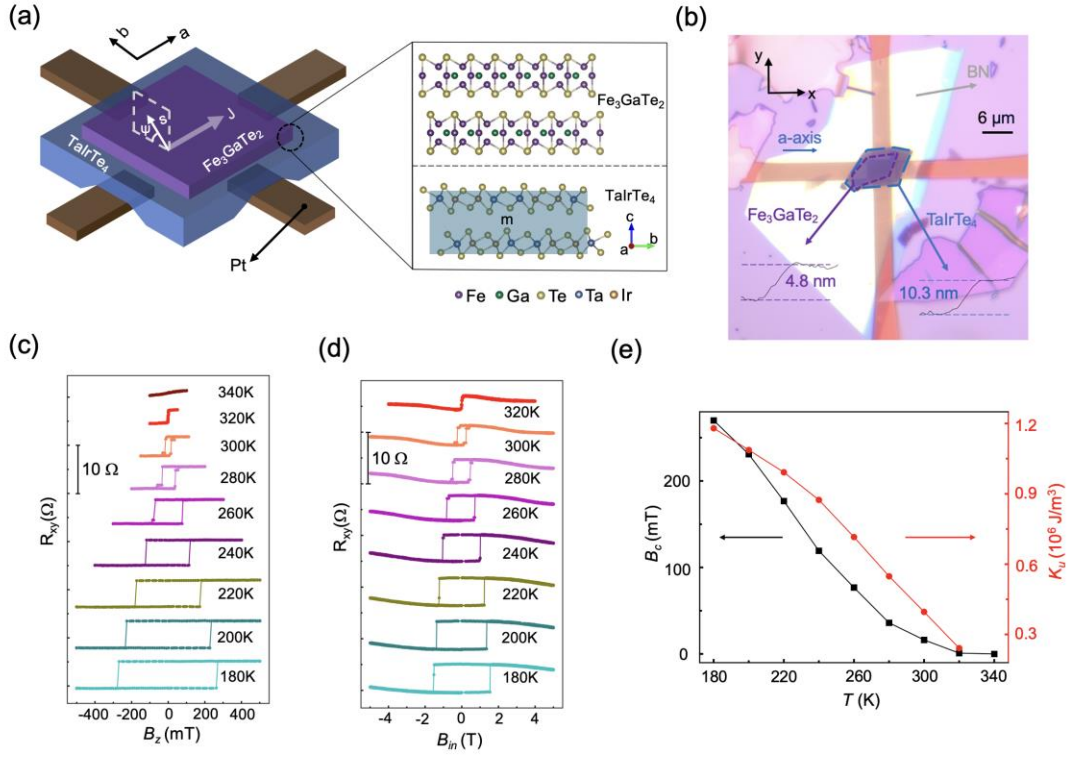 (a)
b
a
S
ψ
J
TaIrTe4
Fe3GaTe2
Pt
Fe3GaTe2
TaIrTe4
m
c
a
b
Fe Ga Te Ta Ir
(b)
y
x
BN
6 μm
a-axis
Fe3GaTe2
TaIrTe4
4.8 nm
10.3 nm
(c)
Rxy(Ω)
10 Ω
340K
320K
300K
280K
260K
240K
220K
200K
180K
-400 -200 0 200 400
Bz (mT)
(d)
Rxy(Ω)
10 Ω
320K
300K
280K
260K
240K
220K
200K
180K
-4 -2 0 2 4
Bin (T)
(e)
Bc (mT)
200
100
0
1.2
0.9
0.6
0.3
Ku (10⁶ J/m³)
180 220 260 300 340
T (K)